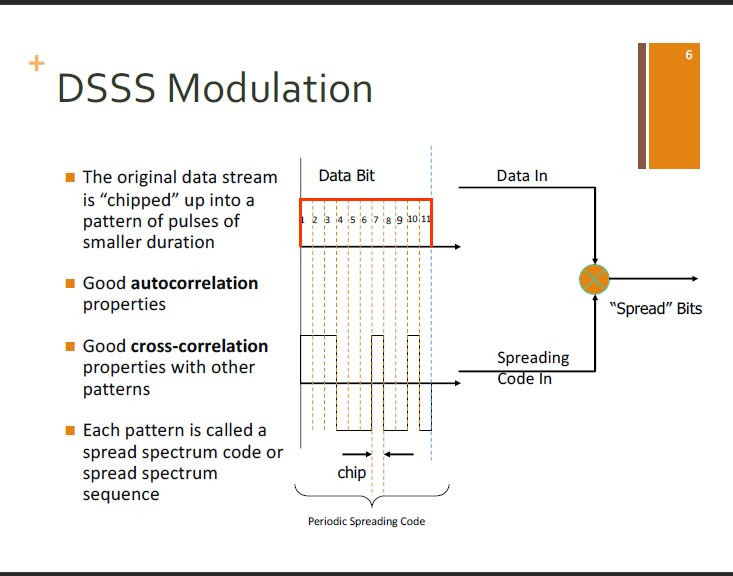 6
+
DSSS Modulation
■ The original data stream
is “chipped” up into a
pattern of pulses of
smaller duration
■ Good autocorrelation
properties
■ Good cross-correlation
properties with other
patterns
■ Each pattern is called a
spread spectrum code or
spread spectrum
sequence
Data Bit
1 2 3 4 5 6 7 8 9 10 11
chip
Periodic Spreading Code
Data In
“Spread” Bits
Spreading
Code In